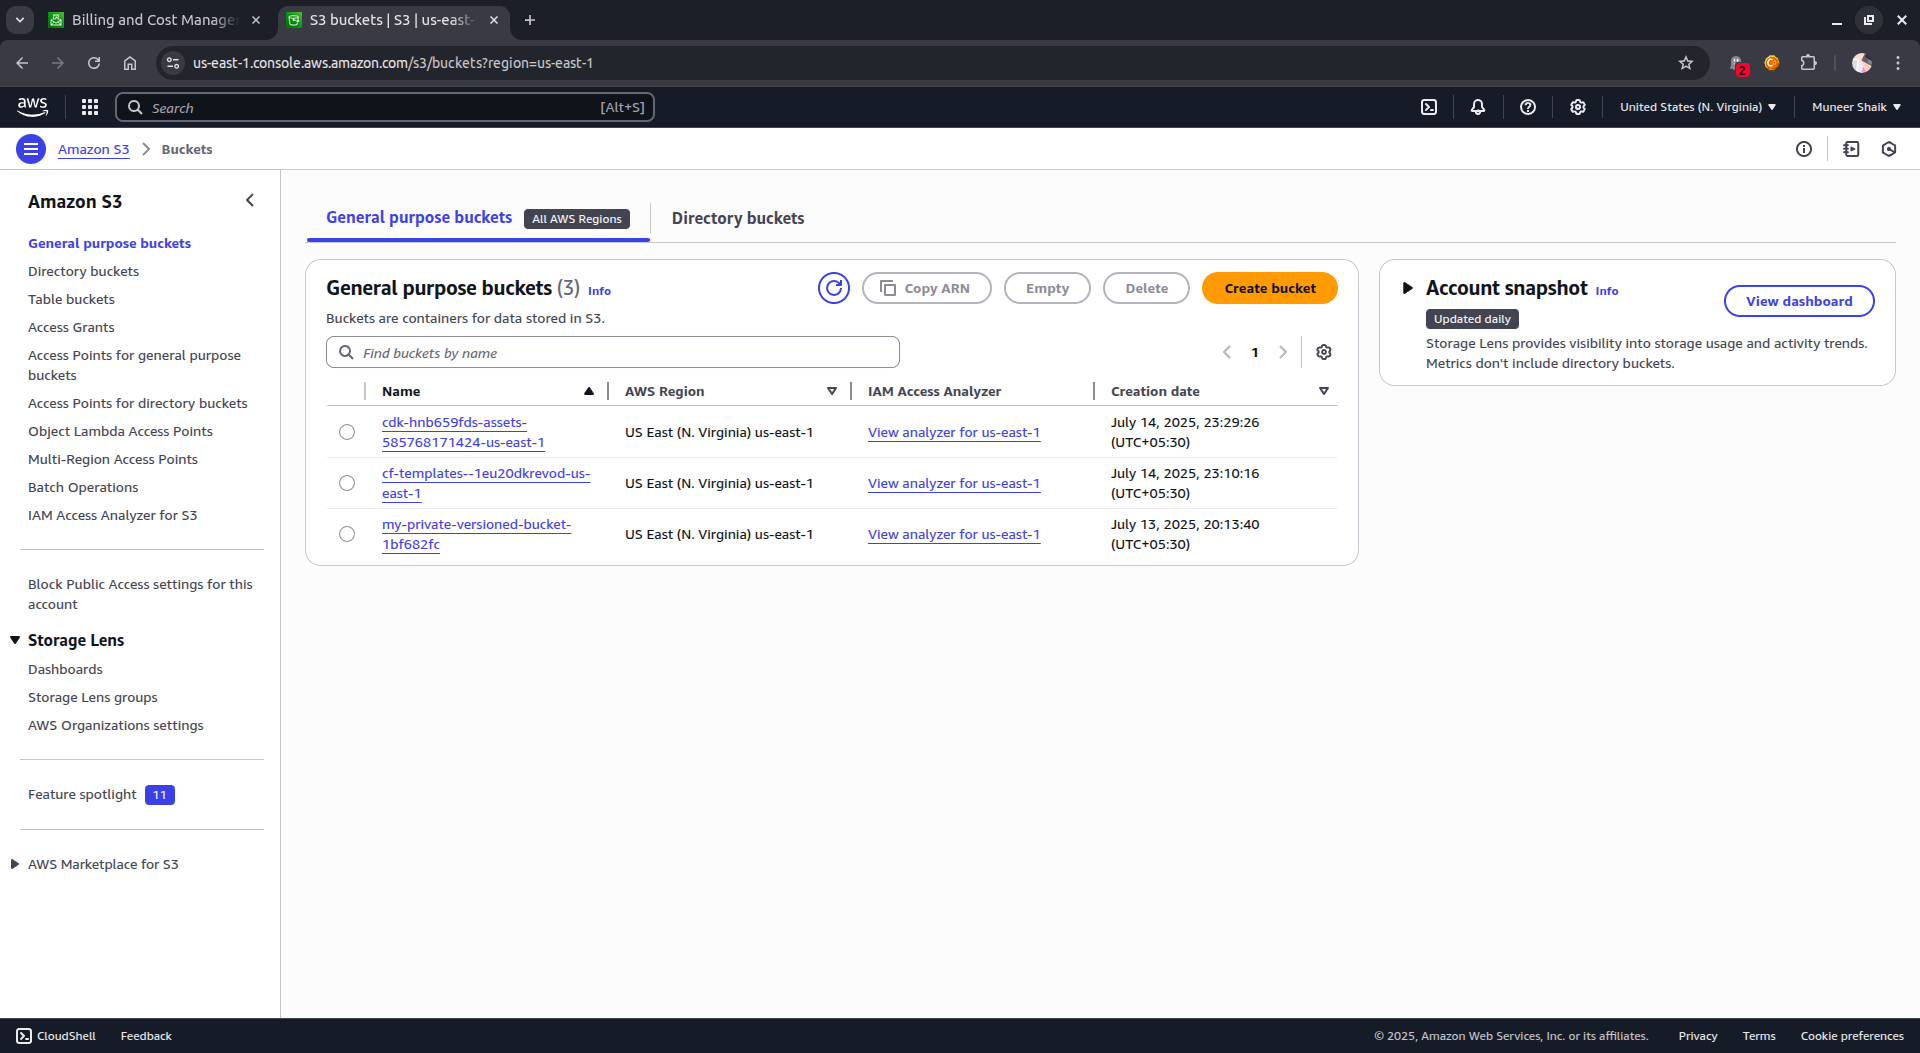 Billing and Cost Manage
S3 buckets | S3 | us-east-
us-east-1.console.aws.amazon.com/s3/buckets?region=us-east-1
2
aws
Search
[Alt+S]
United States (N. Virginia)
Muneer Shaik
Amazon S3
Buckets
Amazon S3
General purpose buckets
Directory buckets
Table buckets
Access Grants
Access Points for general purpose
buckets
Access Points for directory buckets
Object Lambda Access Points
Multi-Region Access Points
Batch Operations
IAM Access Analyzer for S3
Block Public Access settings for this
account
Storage Lens
Dashboards
Storage Lens groups
AWS Organizations settings
Feature spotlight 11
AWS Marketplace for S3
General purpose buckets All AWS Regions
Directory buckets
General purpose buckets (3) Info
Copy ARN
Empty
Delete
Create bucket
Buckets are containers for data stored in S3.
Find buckets by name
1
Name
AWS Region
IAM Access Analyzer
Creation date
cdk-hnb659fds-assets-
585768171424-us-east-1
US East (N. Virginia) us-east-1
View analyzer for us-east-1
July 14, 2025, 23:29:26
(UTC+05:30)
cf-templates--1eu20dkrevod-us-
east-1
US East (N. Virginia) us-east-1
View analyzer for us-east-1
July 14, 2025, 23:10:16
(UTC+05:30)
my-private-versioned-bucket-
1bf682fc
US East (N. Virginia) us-east-1
View analyzer for us-east-1
July 13, 2025, 20:13:40
(UTC+05:30)
Account snapshot Info
Updated daily
View dashboard
Storage Lens provides visibility into storage usage and activity trends.
Metrics don't include directory buckets.
CloudShell
Feedback
© 2025, Amazon Web Services, Inc. or its affiliates.
Privacy
Terms
Cookie preferences